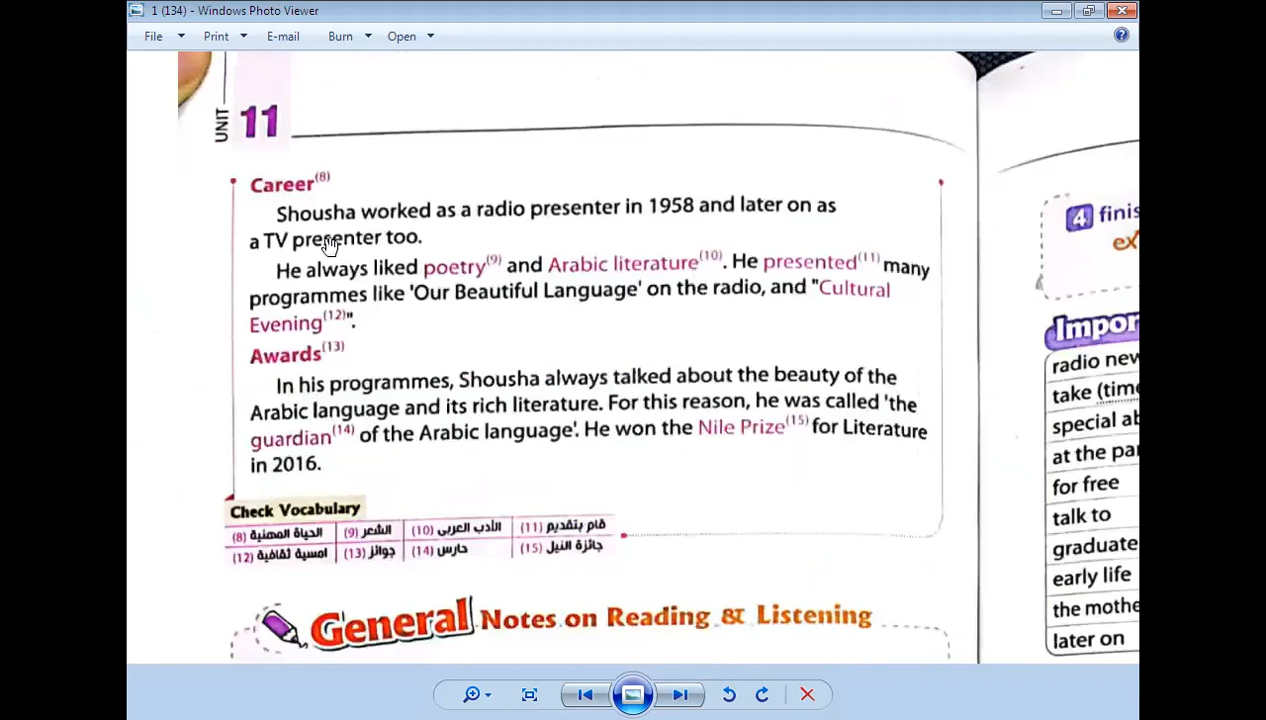 1 (134) - Windows Photo Viewer
File Print E-mail Burn Open
UNIT 11
Career(8)
Shousha worked as a radio presenter in 1958 and later on as
a TV presenter too.
He always liked poetry(9) and Arabic literature(10). He presented(11) many
programmes like 'Our Beautiful Language' on the radio, and "Cultural
Evening(12)".
Awards(13)
In his programmes, Shousha always talked about the beauty of the
Arabic language and its rich literature. For this reason, he was called 'the
guardian(14) of the Arabic language'. He won the Nile Prize(15) for Literature
in 2016.
Check Vocabulary
(8) الحياة المهنية (9) الشعر (10) الأدب العربى (11) قام بتقديم
(12) امسية ثقافية (13) جوائز (14) حارس (15) جائزة النيل
General Notes on Reading & Listening
4 finis
ex
Impor
radio new
take (time
special ab
at the par
for free
talk to
graduate
early life
the mothe
later on